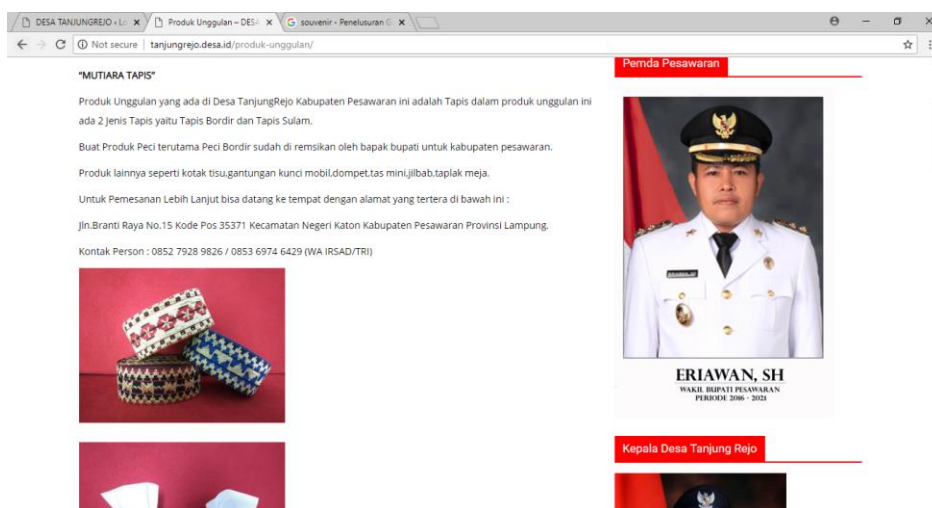 DESA TANJUNGREJO ‹ Lo
Produk Unggulan – DESA
souvenir - Penelusuran G
Not secure | tanjungrejo.desa.id/produk-unggulan/
"MUTIARA TAPIS"
Produk Unggulan yang ada di Desa TanjungRejo Kabupaten Pesawaran ini adalah Tapis dalam produk unggulan ini
ada 2 Jenis Tapis yaitu Tapis Bordir dan Tapis Sulam.
Buat Produk Peci terutama Peci Bordir sudah di remsikan oleh bapak bupati untuk kabupaten pesawaran.
Produk lainnya seperti kotak tisu,gantungan kunci mobil,dompet,tas mini,jilbab,taplak meja.
Untuk Pemesanan Lebih Lanjut bisa datang ke tempat dengan alamat yang tertera di bawah ini :
Jln.Branti Raya No.15 Kode Pos 35371 Kecamatan Negeri Katon Kabupaten Pesawaran Provinsi Lampung.
Kontak Person : 0852 7928 9826 / 0853 6974 6429 (WA IRSAD/TRI)
Pemda Pesawaran
ERIAWAN, SH
WAKIL BUPATI PESAWARAN
PERIODE 2016 - 2021
Kepala Desa Tanjung Rejo